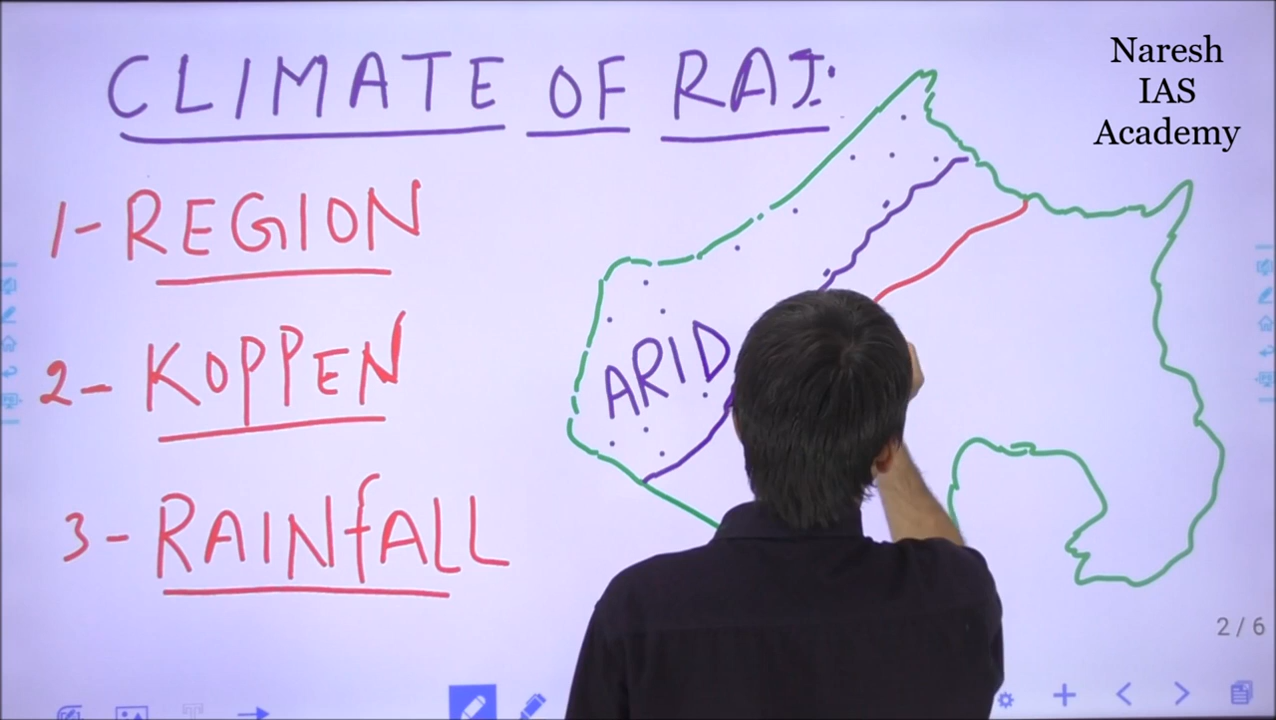 CLIMATE OF RAJ.
Naresh
IAS
Academy
1- REGION
2- KOPPEN
ARID
3- RAINfALL
2 / 6